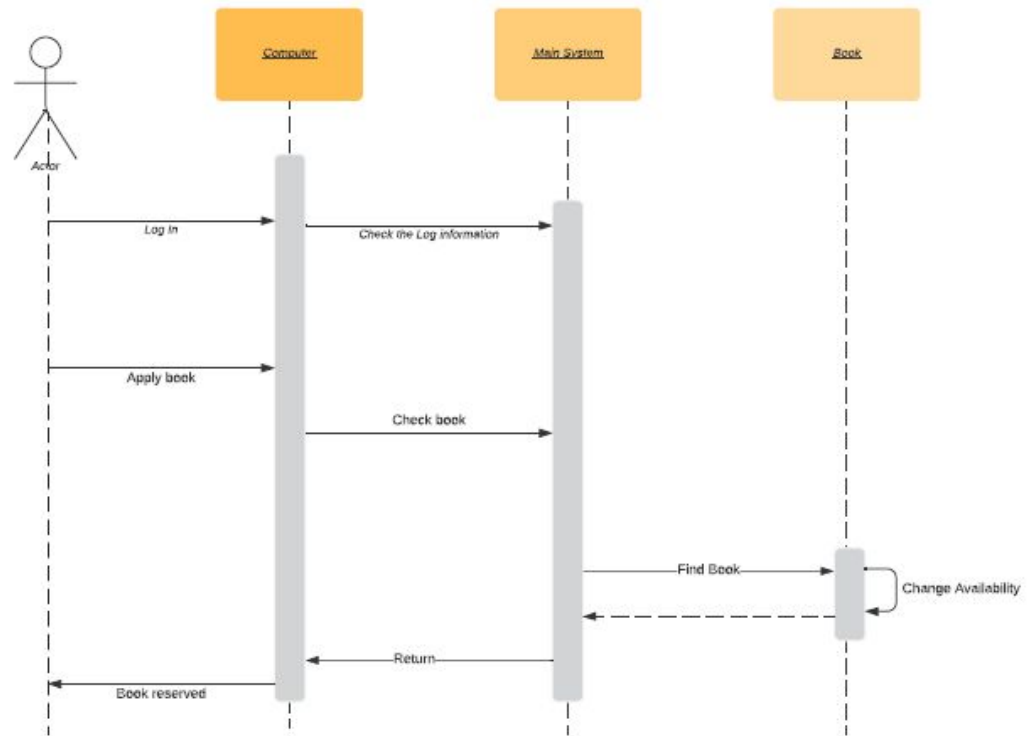 Computer
Main System
Book
Actor
Log In
Check the Log information
Apply book
Check book
Find Book
Change Availability
Return
Book reserved